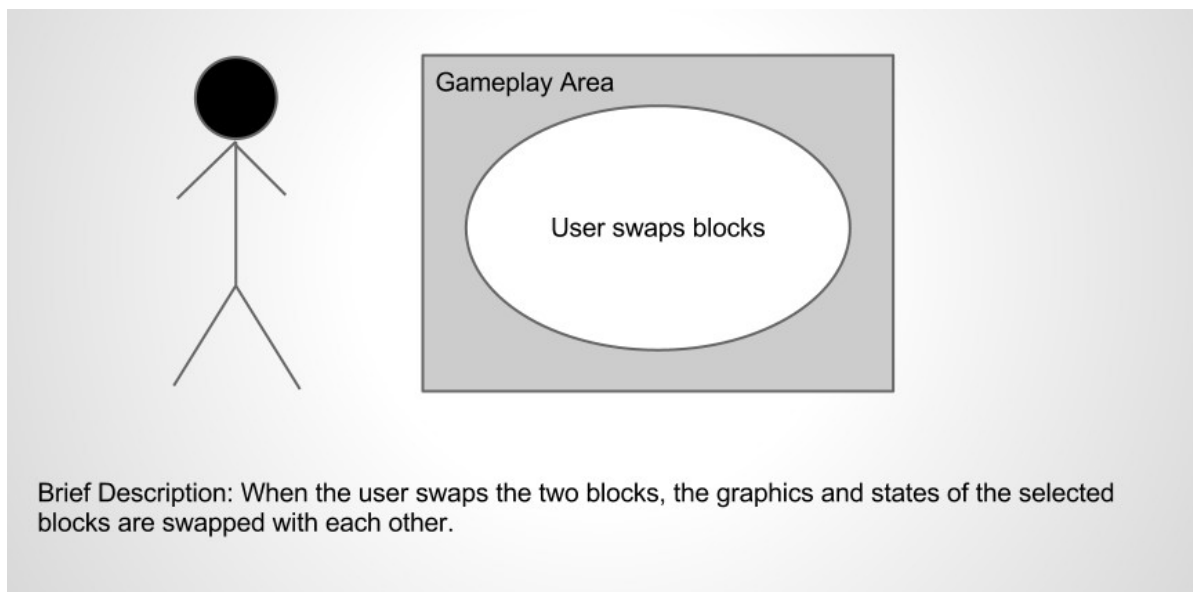 Gameplay Area
User swaps blocks
Brief Description: When the user swaps the two blocks, the graphics and states of the selected
blocks are swapped with each other.